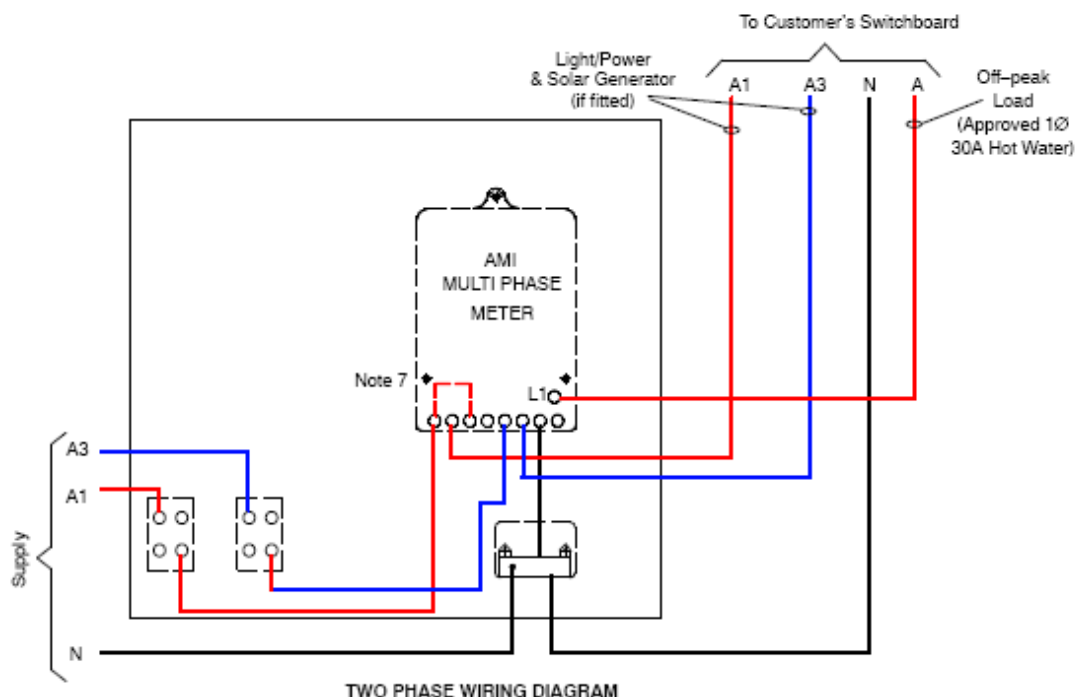 To Customer's Switchboard
Light/Power
& Solar Generator
(if fitted)
A1
A3
N
A
Off–peak
Load
(Approved 1Ø
30A Hot Water)
AMI
MULTI PHASE
METER
Note 7
L1
A3
A1
Supply
N
TWO PHASE WIRING DIAGRAM